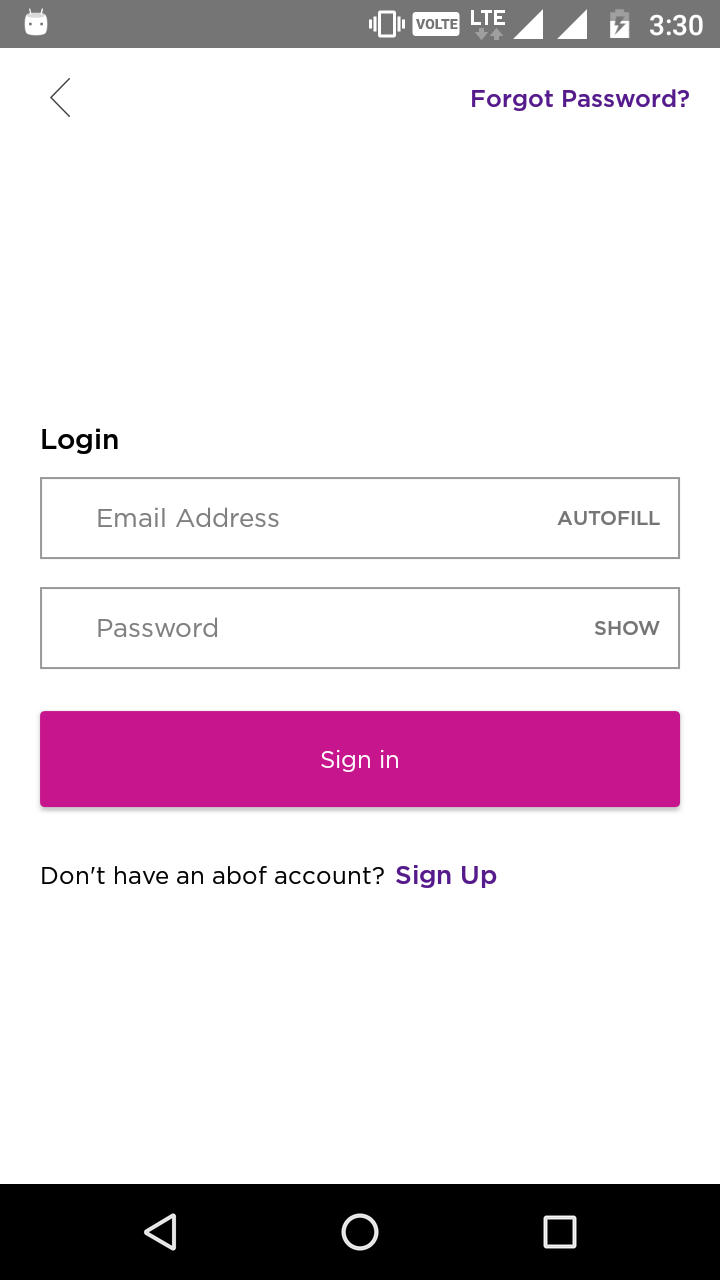 VOLTE LTE 3:30
Forgot Password?
Login
Email Address AUTOFILL
Password SHOW
Sign in
Don't have an abof account? Sign Up